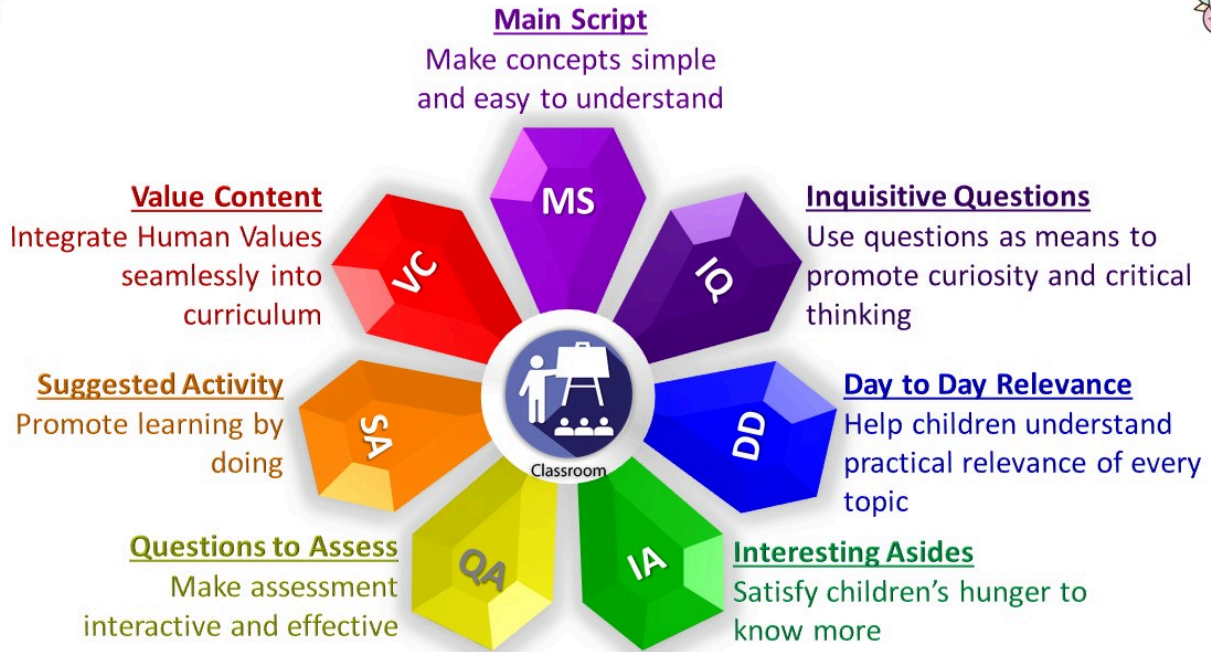 Main Script
Make concepts simple
and easy to understand
MS
Inquisitive Questions
Use questions as means to
promote curiosity and critical
thinking
IQ
Day to Day Relevance
Help children understand
practical relevance of every
topic
DD
Interesting Asides
Satisfy children’s hunger to
know more
IA
Questions to Assess
Make assessment
interactive and effective
QA
Suggested Activity
Promote learning by
doing
SA
Value Content
Integrate Human Values
seamlessly into
curriculum
VC
Classroom